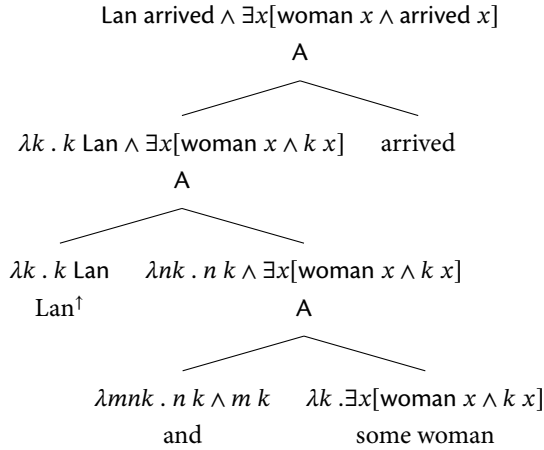 Lan arrived ∧ ∃x[woman x ∧ arrived x]
A
λk . k Lan ∧ ∃x[woman x ∧ k x] arrived
A
λk . k Lan λnk . n k ∧ ∃x[woman x ∧ k x]
Lan↑ A
λmnk . n k ∧ m k λk .∃x[woman x ∧ k x]
and some woman